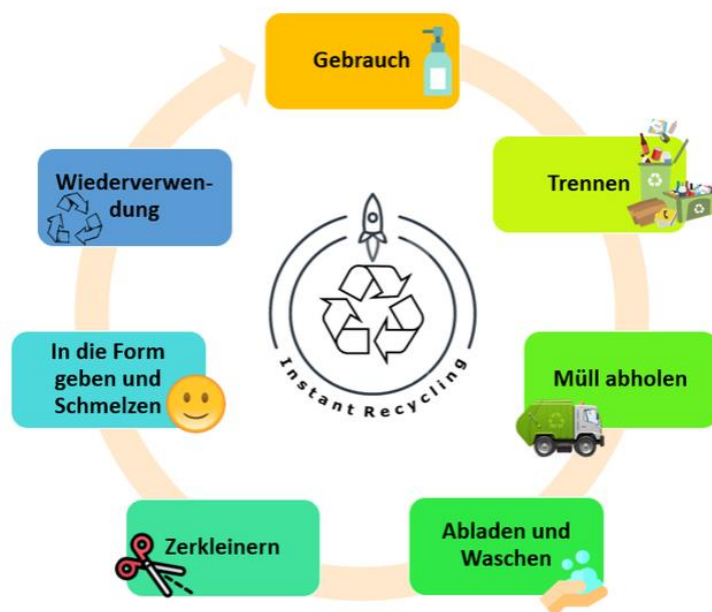 Gebrauch
Trennen
Müll abholen
Abladen und
Waschen
Zerkleinern
In die Form
geben und
Schmelzen
Wiederverwen-
dung
Instant Recycling